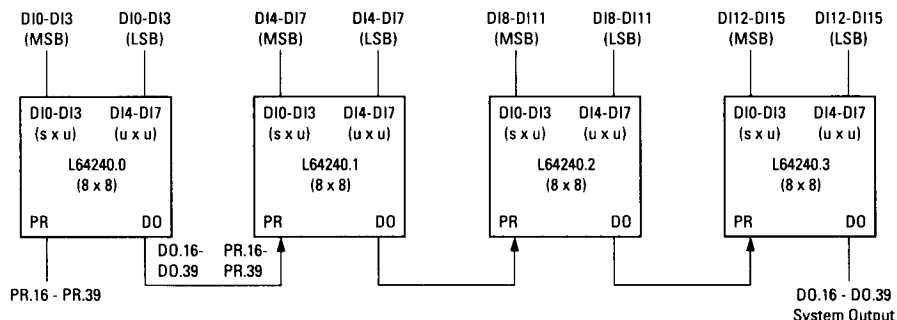 DI0-DI3 DI0-DI3 DI4-DI7 DI4-DI7 DI8-DI11 DI8-DI11 DI12-DI15 DI12-DI15
(MSB) (LSB) (MSB) (LSB) (MSB) (LSB) (MSB) (LSB)
DI0-DI3 DI4-DI7 DI0-DI3 DI4-DI7 DI0-DI3 DI4-DI7 DI0-DI3 DI4-DI7
(s x u) (u x u) (s x u) (u x u) (s x u) (u x u) (s x u) (u x u)
L64240.0 L64240.1 L64240.2 L64240.3
(8 x 8) (8 x 8) (8 x 8) (8 x 8)
PR DO PR DO PR DO PR DO
DO.16- PR.16-
DO.39 PR.39
PR.16 - PR.39 DO.16 - DO.39
System Output